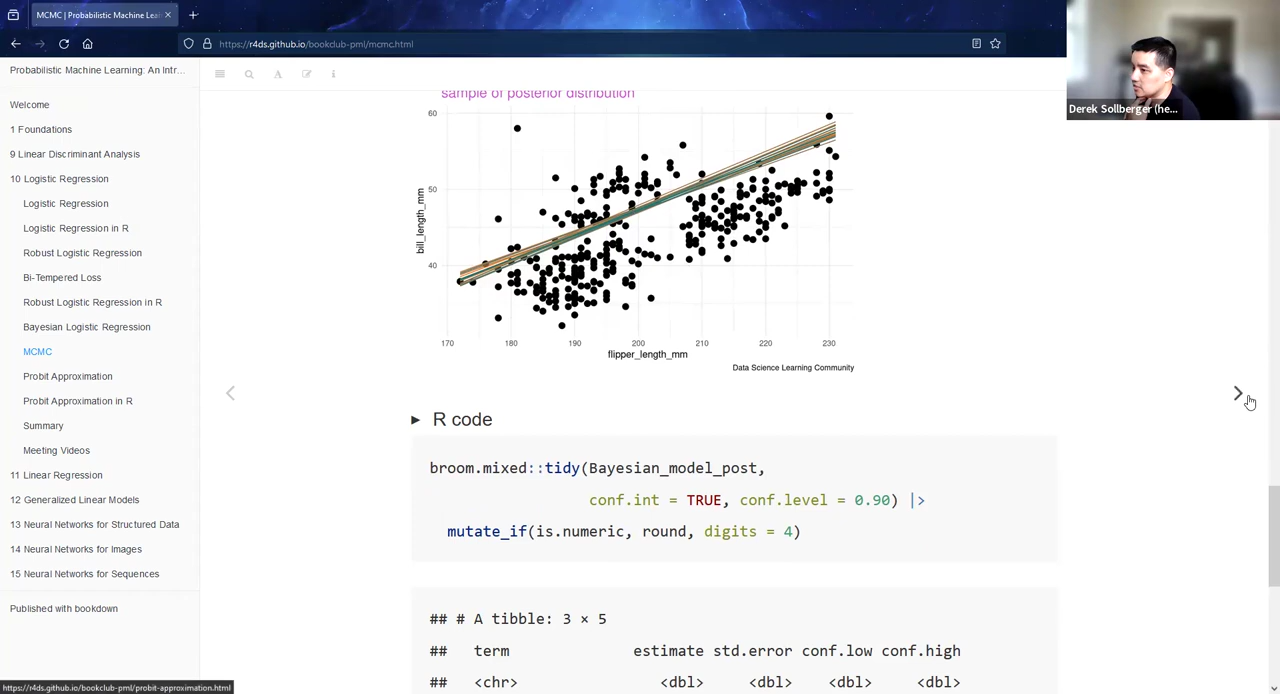 MCMC | Probabilistic Machine Lea
https://r4ds.github.io/bookclub-pml/mcmc.html
Derek Sollberger (he...
Probabilistic Machine Learning: An Intr...
Welcome
1 Foundations
9 Linear Discriminant Analysis
10 Logistic Regression
Logistic Regression
Logistic Regression in R
Robust Logistic Regression
Bi-Tempered Loss
Robust Logistic Regression in R
Bayesian Logistic Regression
MCMC
Probit Approximation
Probit Approximation in R
Summary
Meeting Videos
11 Linear Regression
12 Generalized Linear Models
13 Neural Networks for Structured Data
14 Neural Networks for Images
15 Neural Networks for Sequences
Published with bookdown
https://r4ds.github.io/bookclub-pml/probit-approximation.html
sample of posterior distribution
60
50
40
bill_length_mm
170 180 190 200 210 220 230
flipper_length_mm
Data Science Learning Community
R code
broom.mixed::tidy(Bayesian_model_post,
conf.int = TRUE, conf.level = 0.90) |>
mutate_if(is.numeric, round, digits = 4)
## # A tibble: 3 × 5
## term estimate std.error conf.low conf.high
## <chr> <dbl> <dbl> <dbl> <dbl>